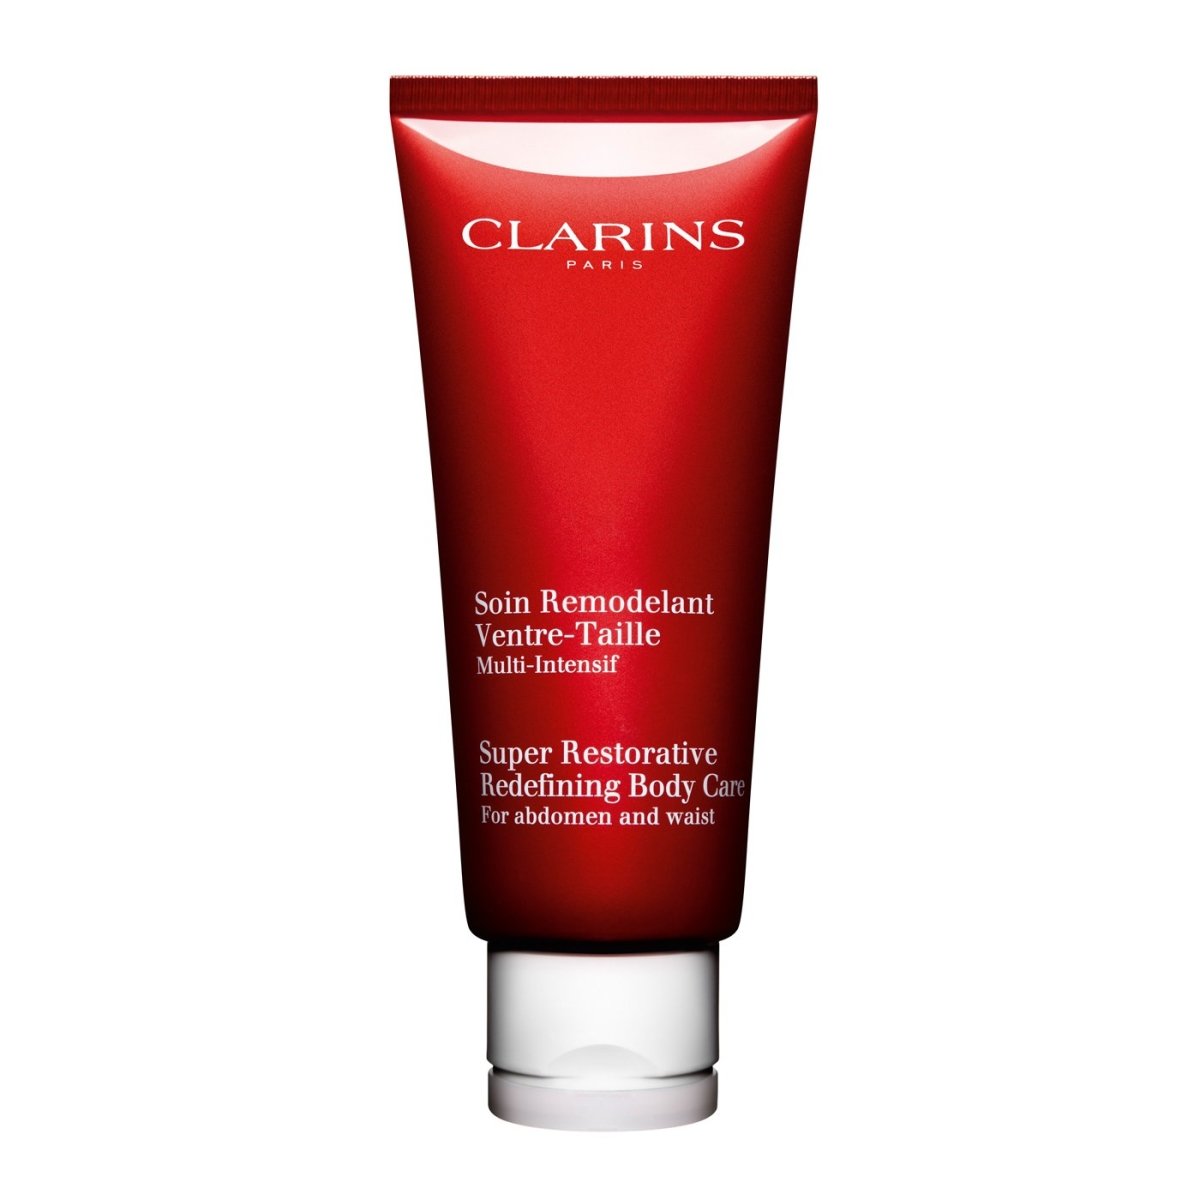 CLARINS
PARIS
Soin Remodelant
Ventre-Taille
Multi-Intensif
Super Restorative
Redefining Body Care
For abdomen and waist